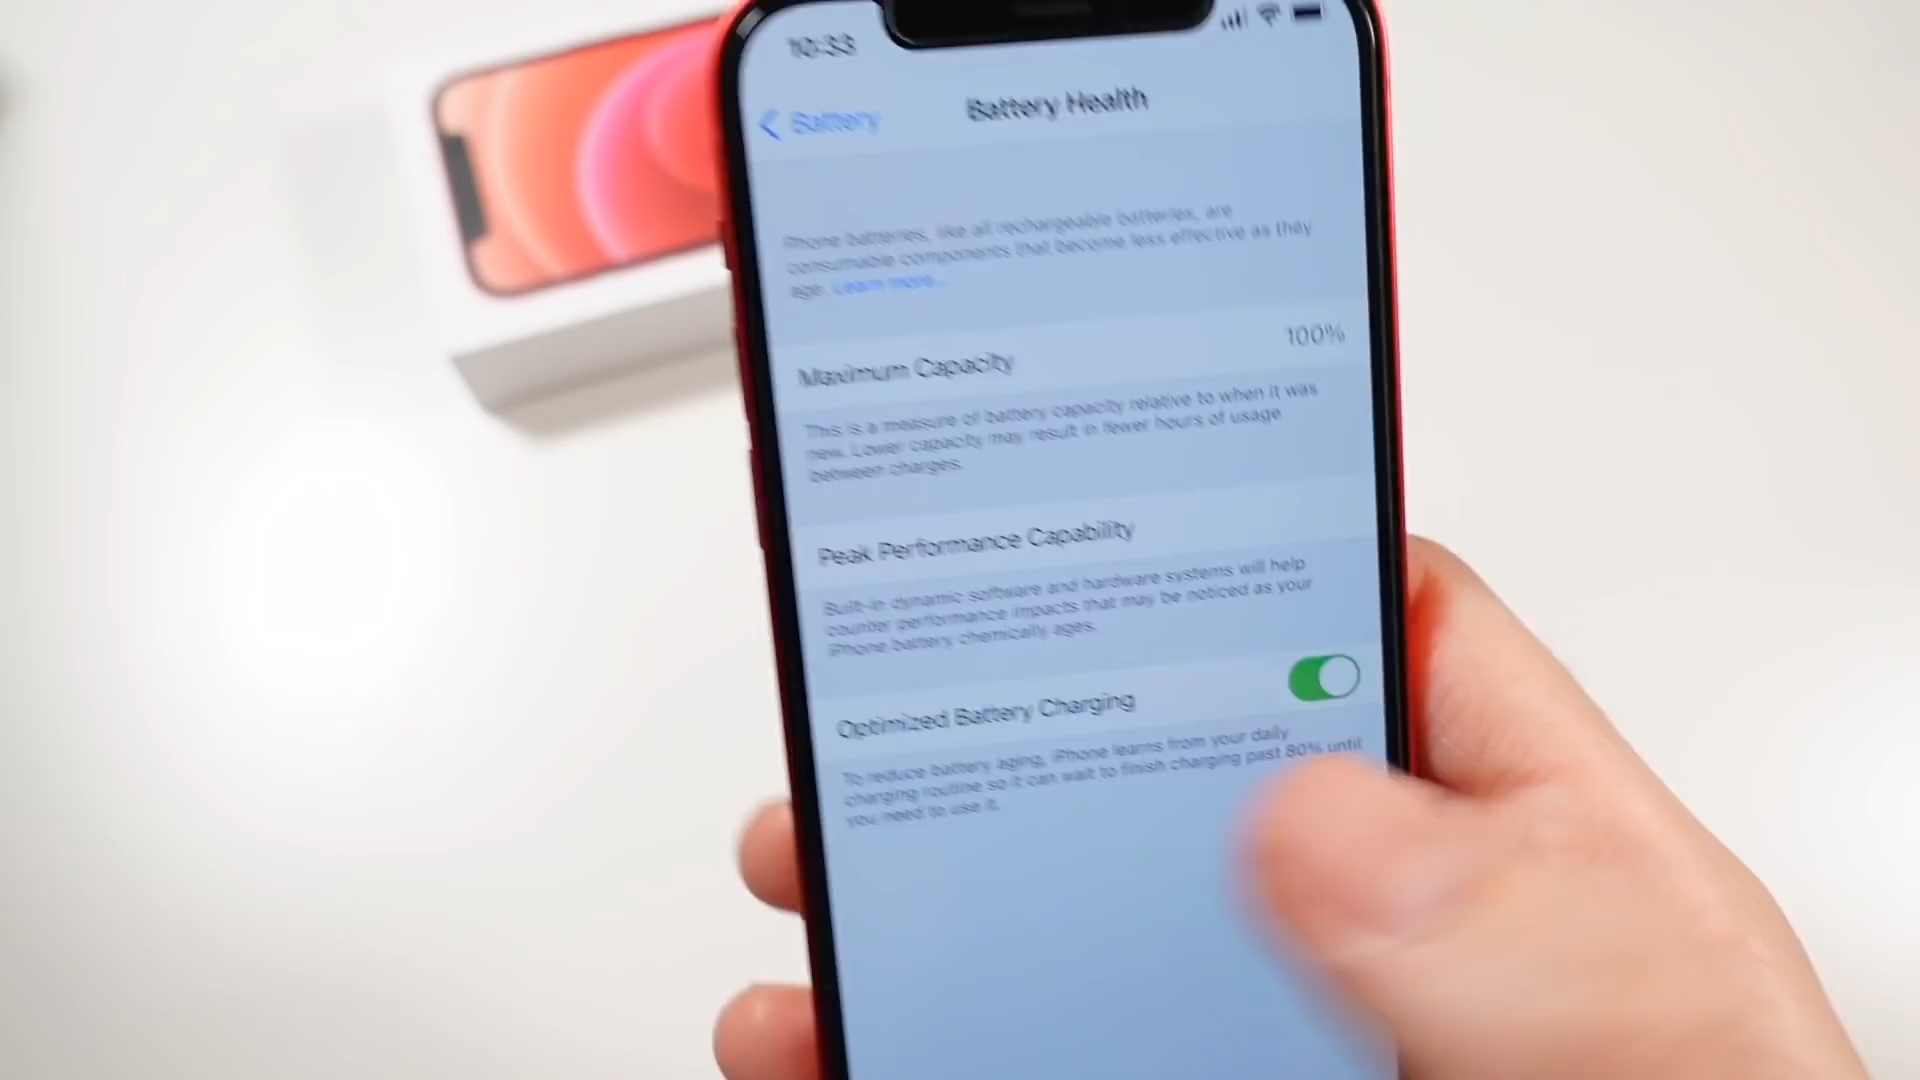 10:33
Battery
Battery Health
iPhone batteries, like all rechargeable batteries, are
consumable components that become less effective as they
age. Learn more...
Maximum Capacity 100%
This is a measure of battery capacity relative to when it was
new. Lower capacity may result in fewer hours of usage
between charges.
Peak Performance Capability
Built-in dynamic software and hardware systems will help
counter performance impacts that may be noticed as your
iPhone battery chemically ages.
Optimized Battery Charging
To reduce battery aging, iPhone learns from your daily
charging routine so it can wait to finish charging past 80% until
you need to use it.